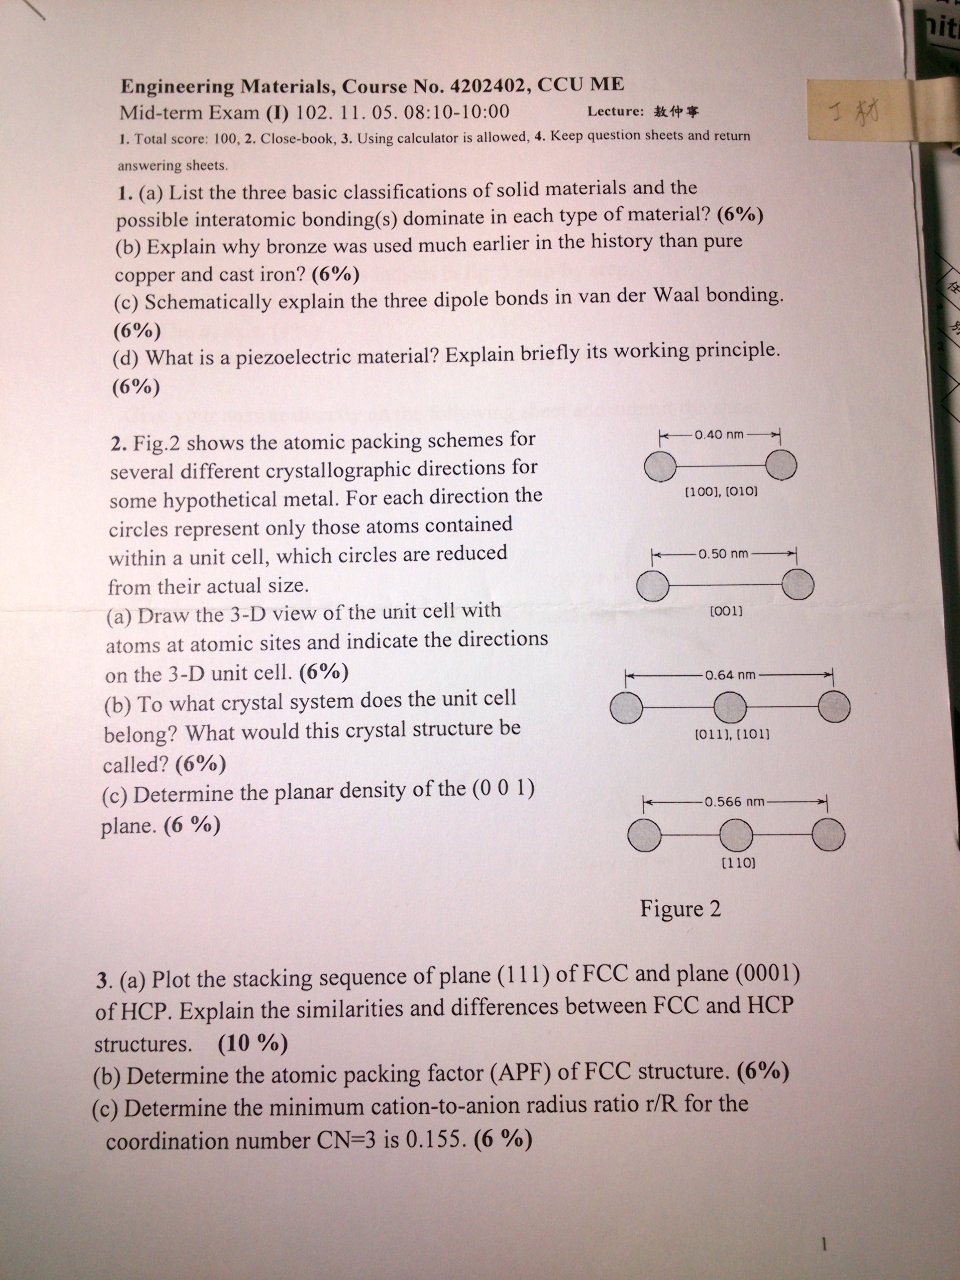 Engineering Materials, Course No. 4202402, CCU ME
Mid-term Exam (I) 102. 11. 05. 08:10-10:00 Lecture: 敖仲寧
1. Total score: 100, 2. Close-book, 3. Using calculator is allowed, 4. Keep question sheets and return
answering sheets.
工材
1. (a) List the three basic classifications of solid materials and the
possible interatomic bonding(s) dominate in each type of material? (6%)
(b) Explain why bronze was used much earlier in the history than pure
copper and cast iron? (6%)
(c) Schematically explain the three dipole bonds in van der Waal bonding.
(6%)
(d) What is a piezoelectric material? Explain briefly its working principle.
(6%)
2. Fig.2 shows the atomic packing schemes for
several different crystallographic directions for
some hypothetical metal. For each direction the
circles represent only those atoms contained
within a unit cell, which circles are reduced
from their actual size.
(a) Draw the 3-D view of the unit cell with
atoms at atomic sites and indicate the directions
on the 3-D unit cell. (6%)
(b) To what crystal system does the unit cell
belong? What would this crystal structure be
called? (6%)
(c) Determine the planar density of the (0 0 1)
plane. (6 %)
0.40 nm
[100], [010]
0.50 nm
[001]
0.64 nm
[011], [101]
0.566 nm
[110]
Figure 2
3. (a) Plot the stacking sequence of plane (111) of FCC and plane (0001)
of HCP. Explain the similarities and differences between FCC and HCP
structures. (10 %)
(b) Determine the atomic packing factor (APF) of FCC structure. (6%)
(c) Determine the minimum cation-to-anion radius ratio r/R for the
coordination number CN=3 is 0.155. (6 %)
1